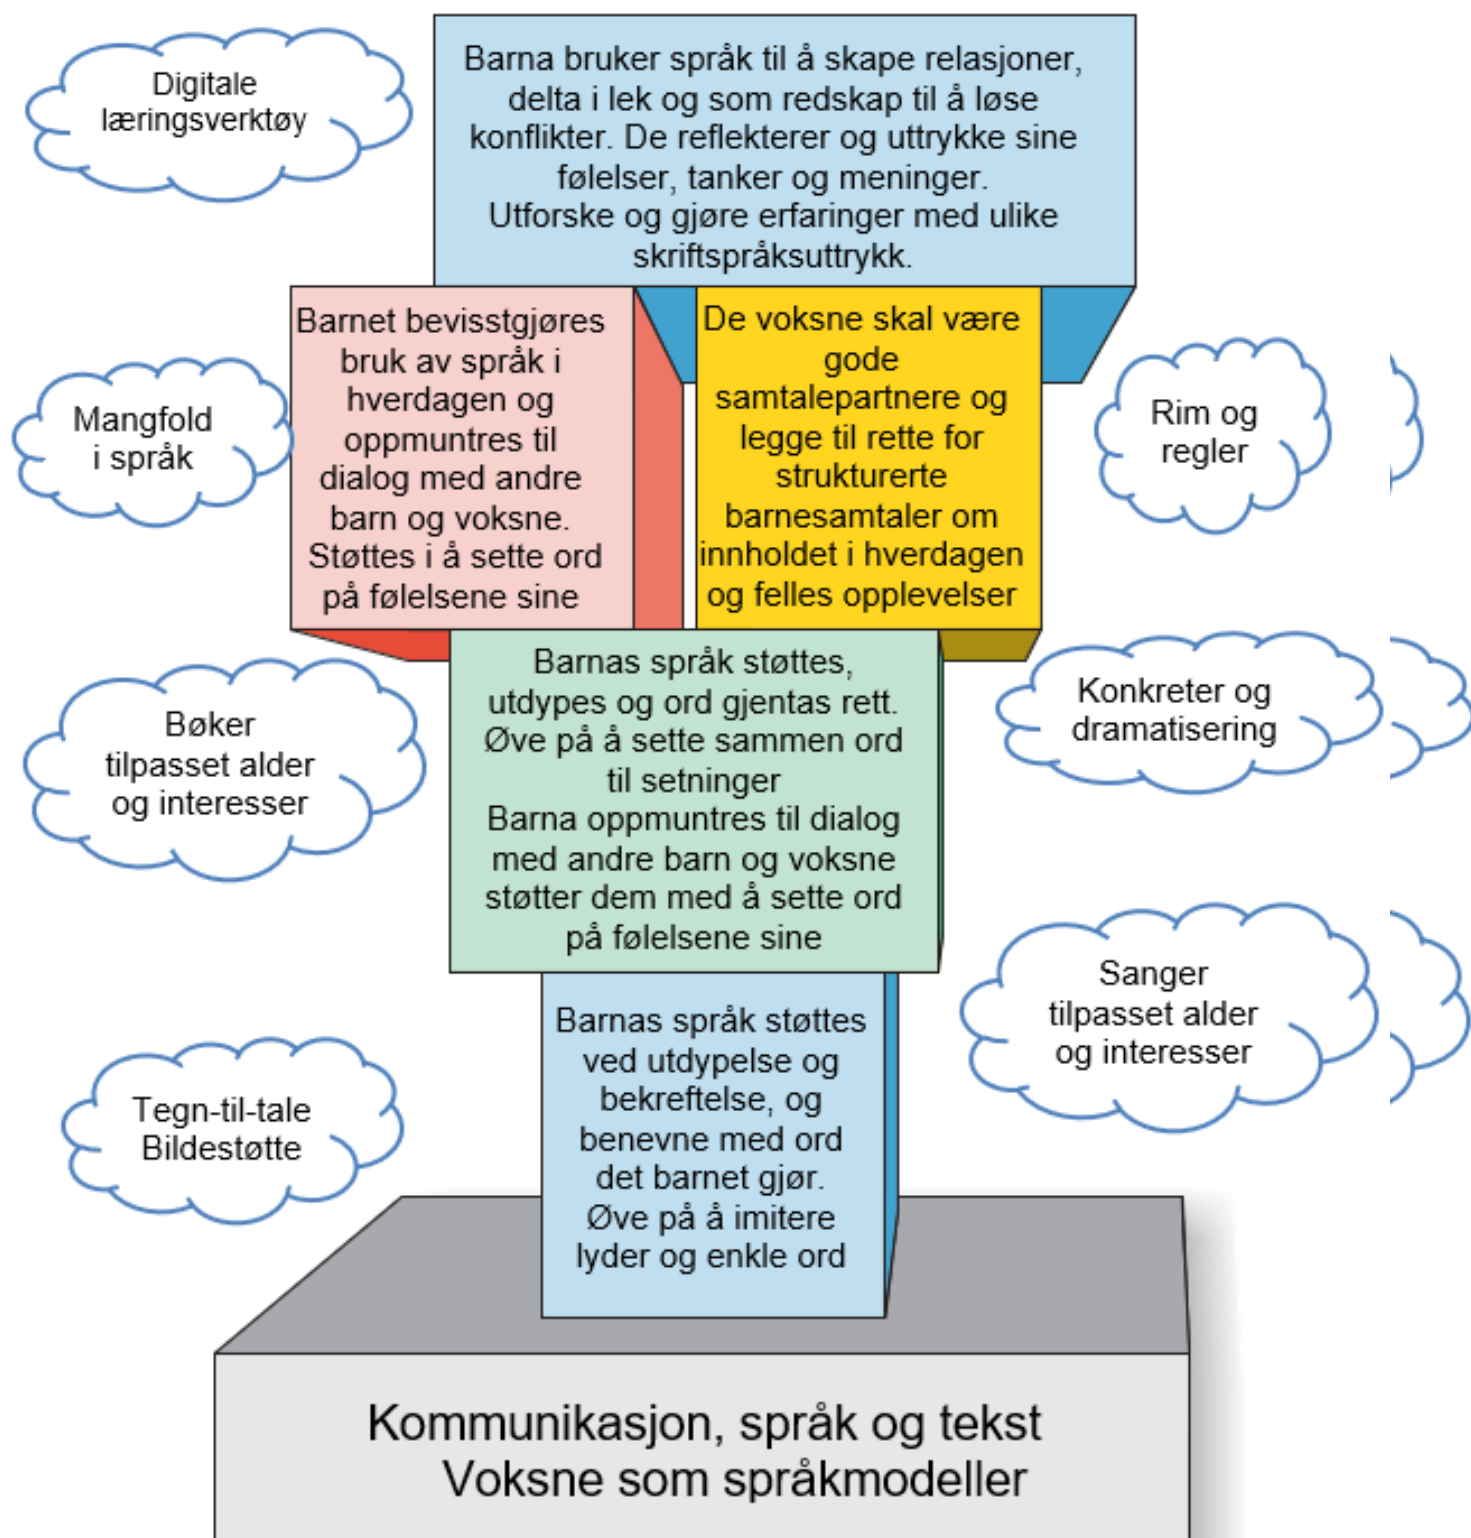 Digitale
læringsverktøy
Barna bruker språk til å skape relasjoner,
delta i lek og som redskap til å løse
konflikter. De reflekterer og uttrykke sine
følelser, tanker og meninger.
Utforske og gjøre erfaringer med ulike
skriftspråksuttrykk.
Mangfold
i språk
Barnet bevisstgjøres
bruk av språk i
hverdagen og
oppmuntres til
dialog med andre
barn og voksne.
Støttes i å sette ord
på følelsene sine
De voksne skal være
gode
samtalepartnere og
legge til rette for
strukturerte
barnesamtaler om
innholdet i hverdagen
og felles opplevelser
Rim og
regler
Bøker
tilpasset alder
og interesser
Barnas språk støttes,
utdypes og ord gjentas rett.
Øve på å sette sammen ord
til setninger
Barna oppmuntres til dialog
med andre barn og voksne
støtter dem med å sette ord
på følelsene sine
Konkreter og
dramatisering
Sanger
tilpasset alder
og interesser
Tegn-til-tale
Bildestøtte
Barnas språk støttes
ved utdypelse og
bekreftelse, og
benevne med ord
det barnet gjør.
Øve på å imitere
lyder og enkle ord
Kommunikasjon, språk og tekst
Voksne som språkmodeller